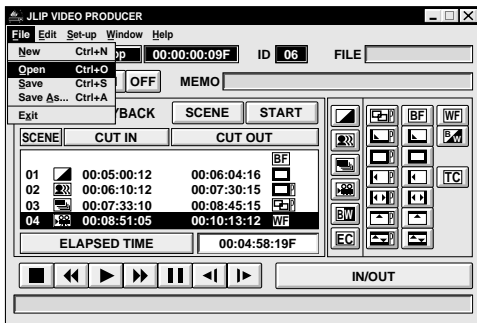 JLIP VIDEO PRODUCER
File Edit Set-up Window Help
New Ctrl+N
Open Ctrl+O
Save Ctrl+S
Save As... Ctrl+A
Exit
op 00:00:00:09F ID 06 FILE
OFF MEMO
YBACK SCENE START
SCENE CUT IN CUT OUT
BF
01 00:05:00:12 00:06:04:16
02 00:06:10:12 00:07:30:15 P
03 00:07:33:10 00:08:45:15 P
04 00:08:51:05 00:10:13:12 WF
ELAPSED TIME 00:04:58:19F
P BF WF
P B/W
P
BW P TC
P
P
EC P
IN/OUT